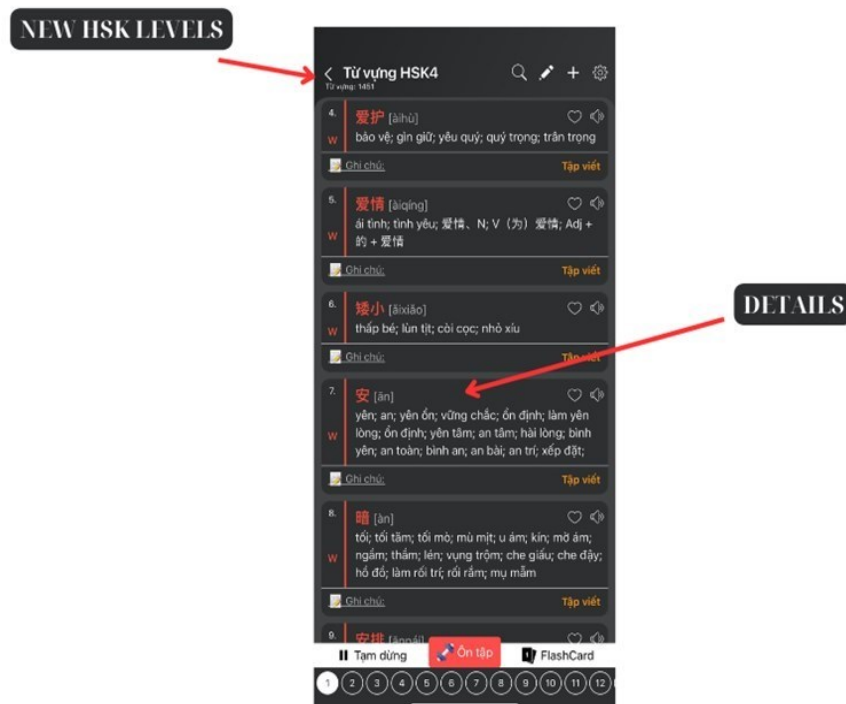 NEW HSK LEVELS
Từ vựng HSK4
Từ vựng: 1451
4.
爱护 [àihù]
W
bảo vệ; gìn giữ; yêu quý; quý trọng; trân trọng
Ghi chú:
Tập viết
5.
爱情 [àiqíng]
ái tình; tình yêu; 爱情、N; V（为）爱情; Adj +
W
的 + 爱情
Ghi chú:
Tập viết
6.
矮小 [ǎixiǎo]
W
thấp bé; lùn tịt; còi cọc; nhỏ xíu
Ghi chú:
Tập viết
DETAILS
7.
安 [ān]
yên; an; yên ổn; vững chắc; ổn định; làm yên
W
lòng; ổn định; yên tâm; an tâm; hài lòng; bình
yên; an toàn; bình an; an bài; an trí; xếp đặt;
Ghi chú:
Tập viết
8.
暗 [àn]
tối; tối tăm; tối mò; mù mịt; u ám; kín; mờ ám;
W
ngầm; thầm; lén; vụng trộm; che giấu; che đậy;
hồ đồ; làm rối trí; rối rắm; mụ mẫm
Ghi chú:
Tập viết
9.
安排 [ānpái]
Tạm dừng
Ôn tập
FlashCard
1 2 3 4 5 6 7 8 9 10 11 12